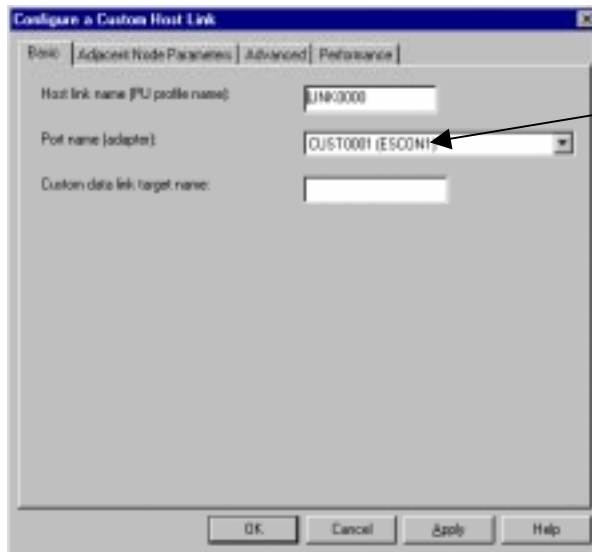 Configure a Custom Host Link
Basic
Adjacent Node Parameters
Advanced
Performance
Host link name (PU profile name):
LINK0000
Port name (adapter):
CUST0001 (ESCON1)
Custom data link target name:
OK
Cancel
Apply
Help